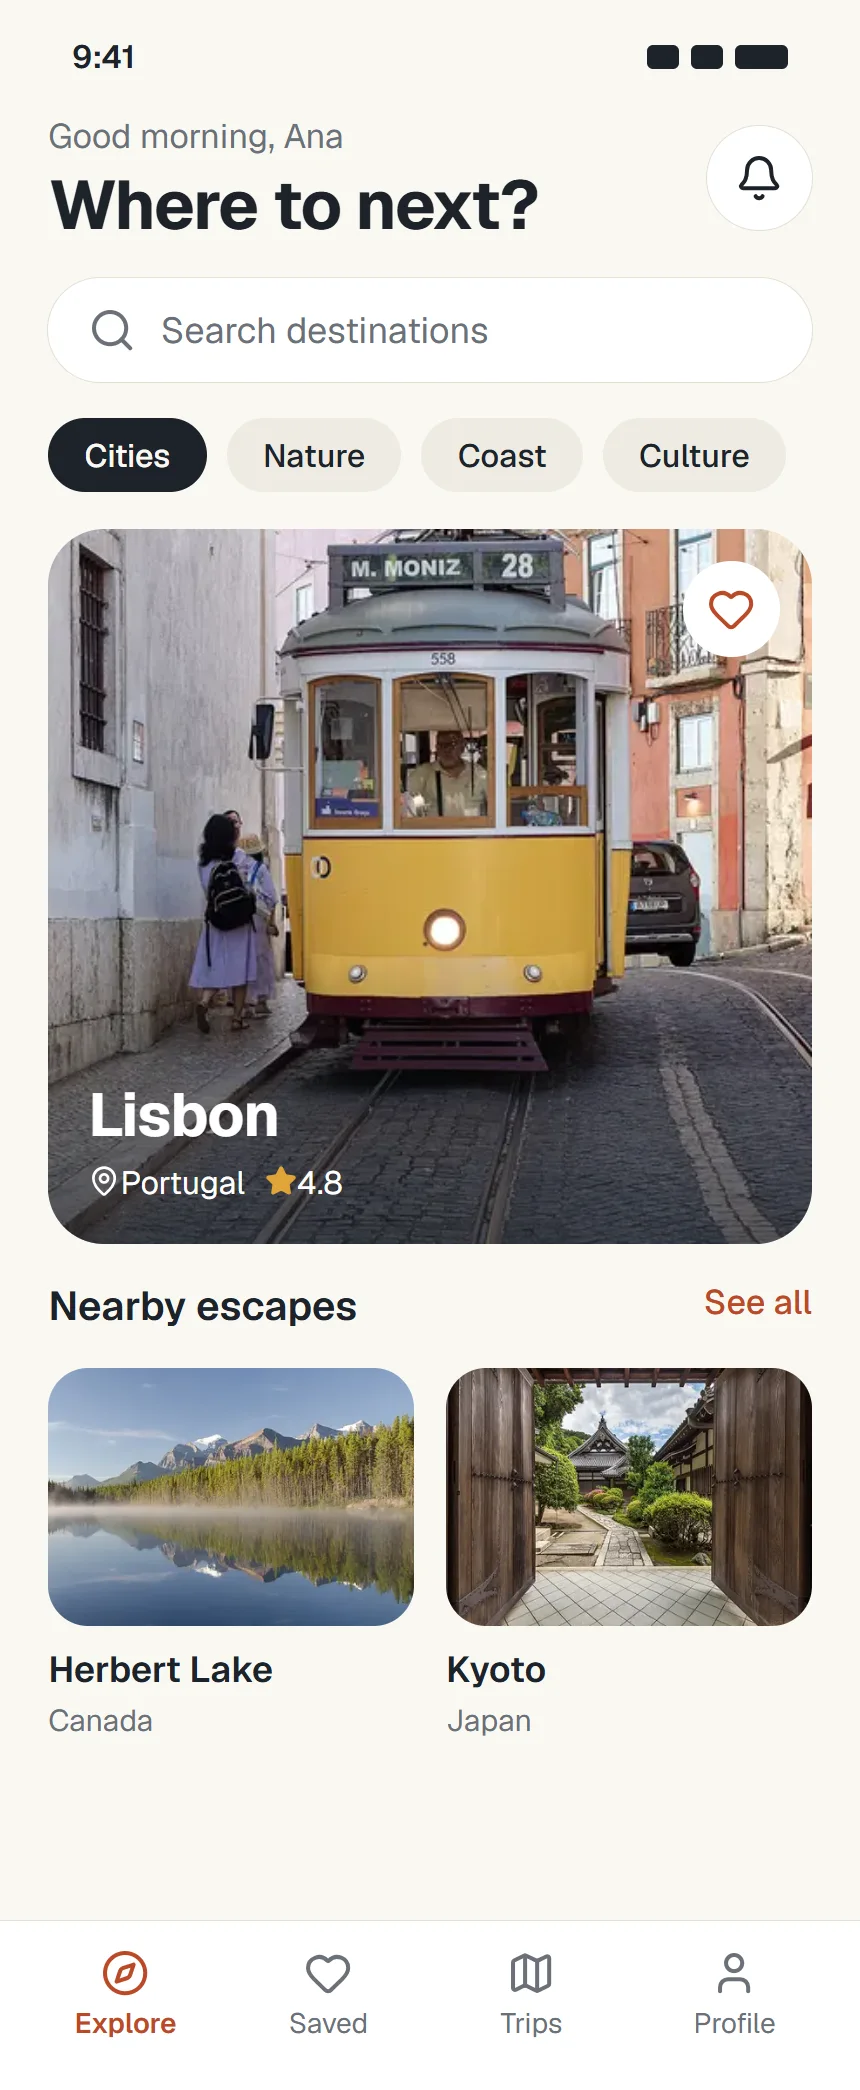 9:41
Good morning, Ana
Where to next?
Search destinations
Cities Nature Coast Culture
M. MONIZ 28
558
Lisbon
Portugal 4.8
Nearby escapes See all
Herbert Lake Kyoto
Canada Japan
Explore Saved Trips Profile